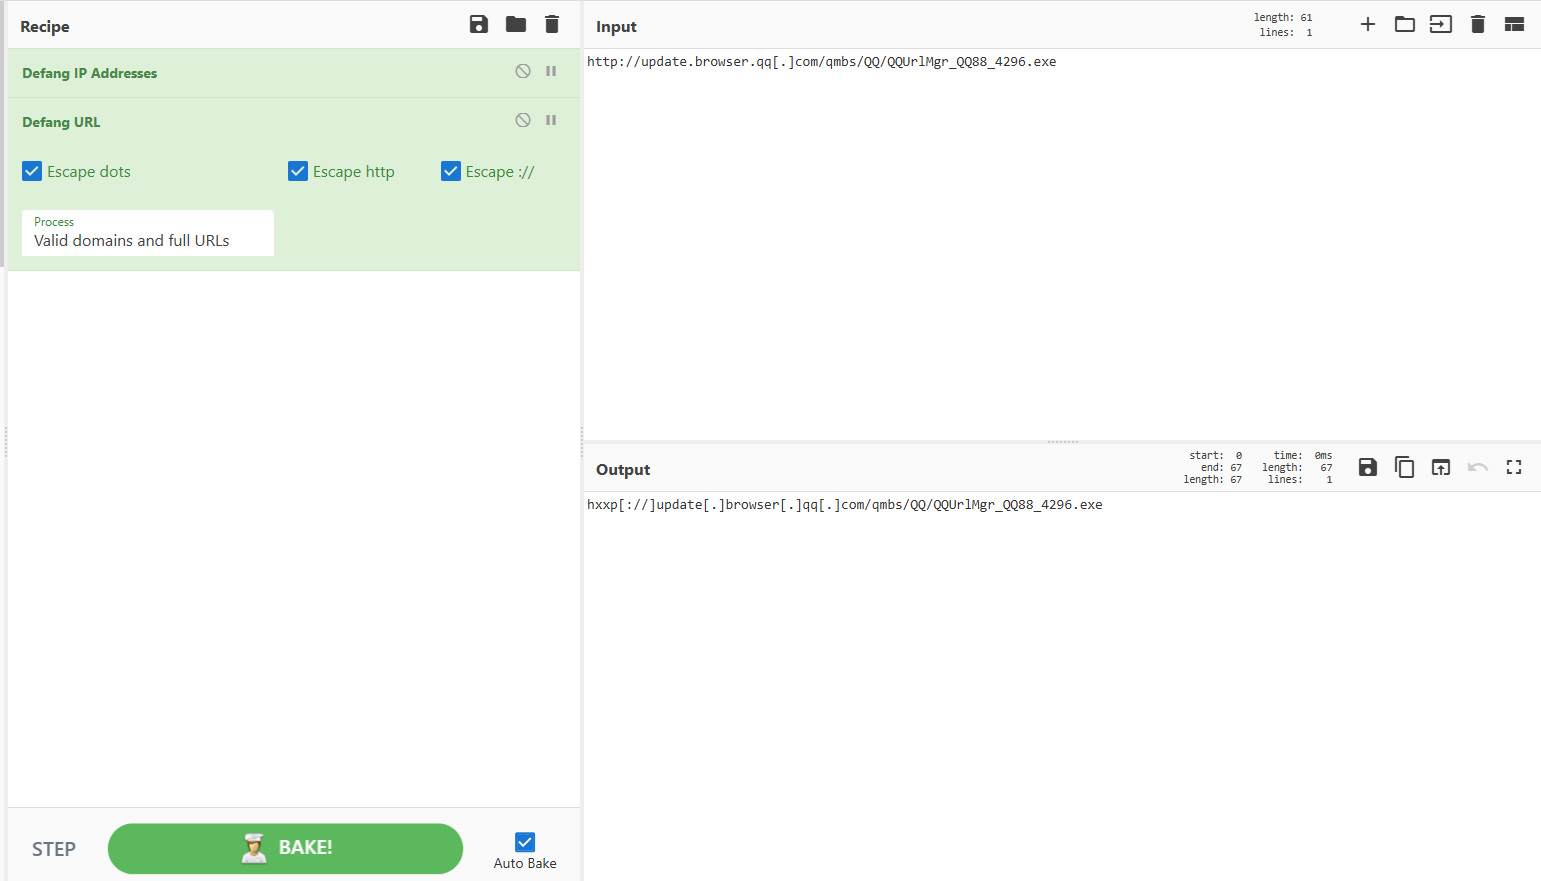 Recipe
Defang IP Addresses
Defang URL
Escape dots
Escape http
Escape ://
Process
Valid domains and full URLs
STEP
BAKE!
Auto Bake
Input
length: 61
lines: 1
http://update.browser.qq[.]com/qmbs/QQ/QQUrlMgr_QQ88_4296.exe
Output
start: 0
end: 67
length: 67
time: 0ms
length: 67
lines: 1
hxxp[://]update[.]browser[.]qq[.]com/qmbs/QQ/QQUrlMgr_QQ88_4296.exe